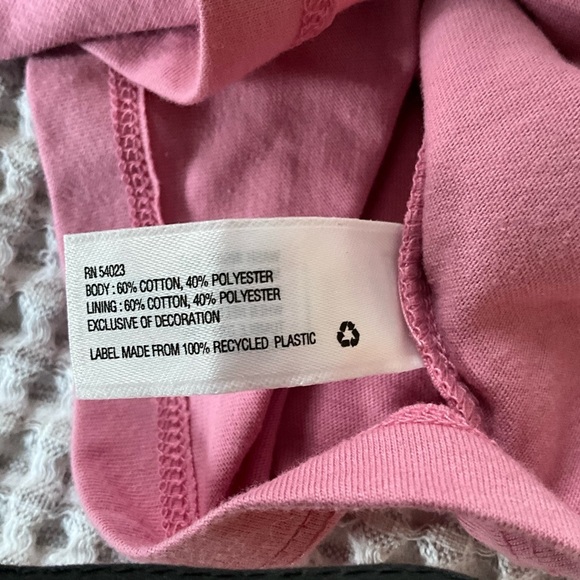 RN 54023
BODY : 60% COTTON, 40% POLYESTER
LINING : 60% COTTON, 40% POLYESTER
EXCLUSIVE OF DECORATION
LABEL MADE FROM 100% RECYCLED PLASTIC